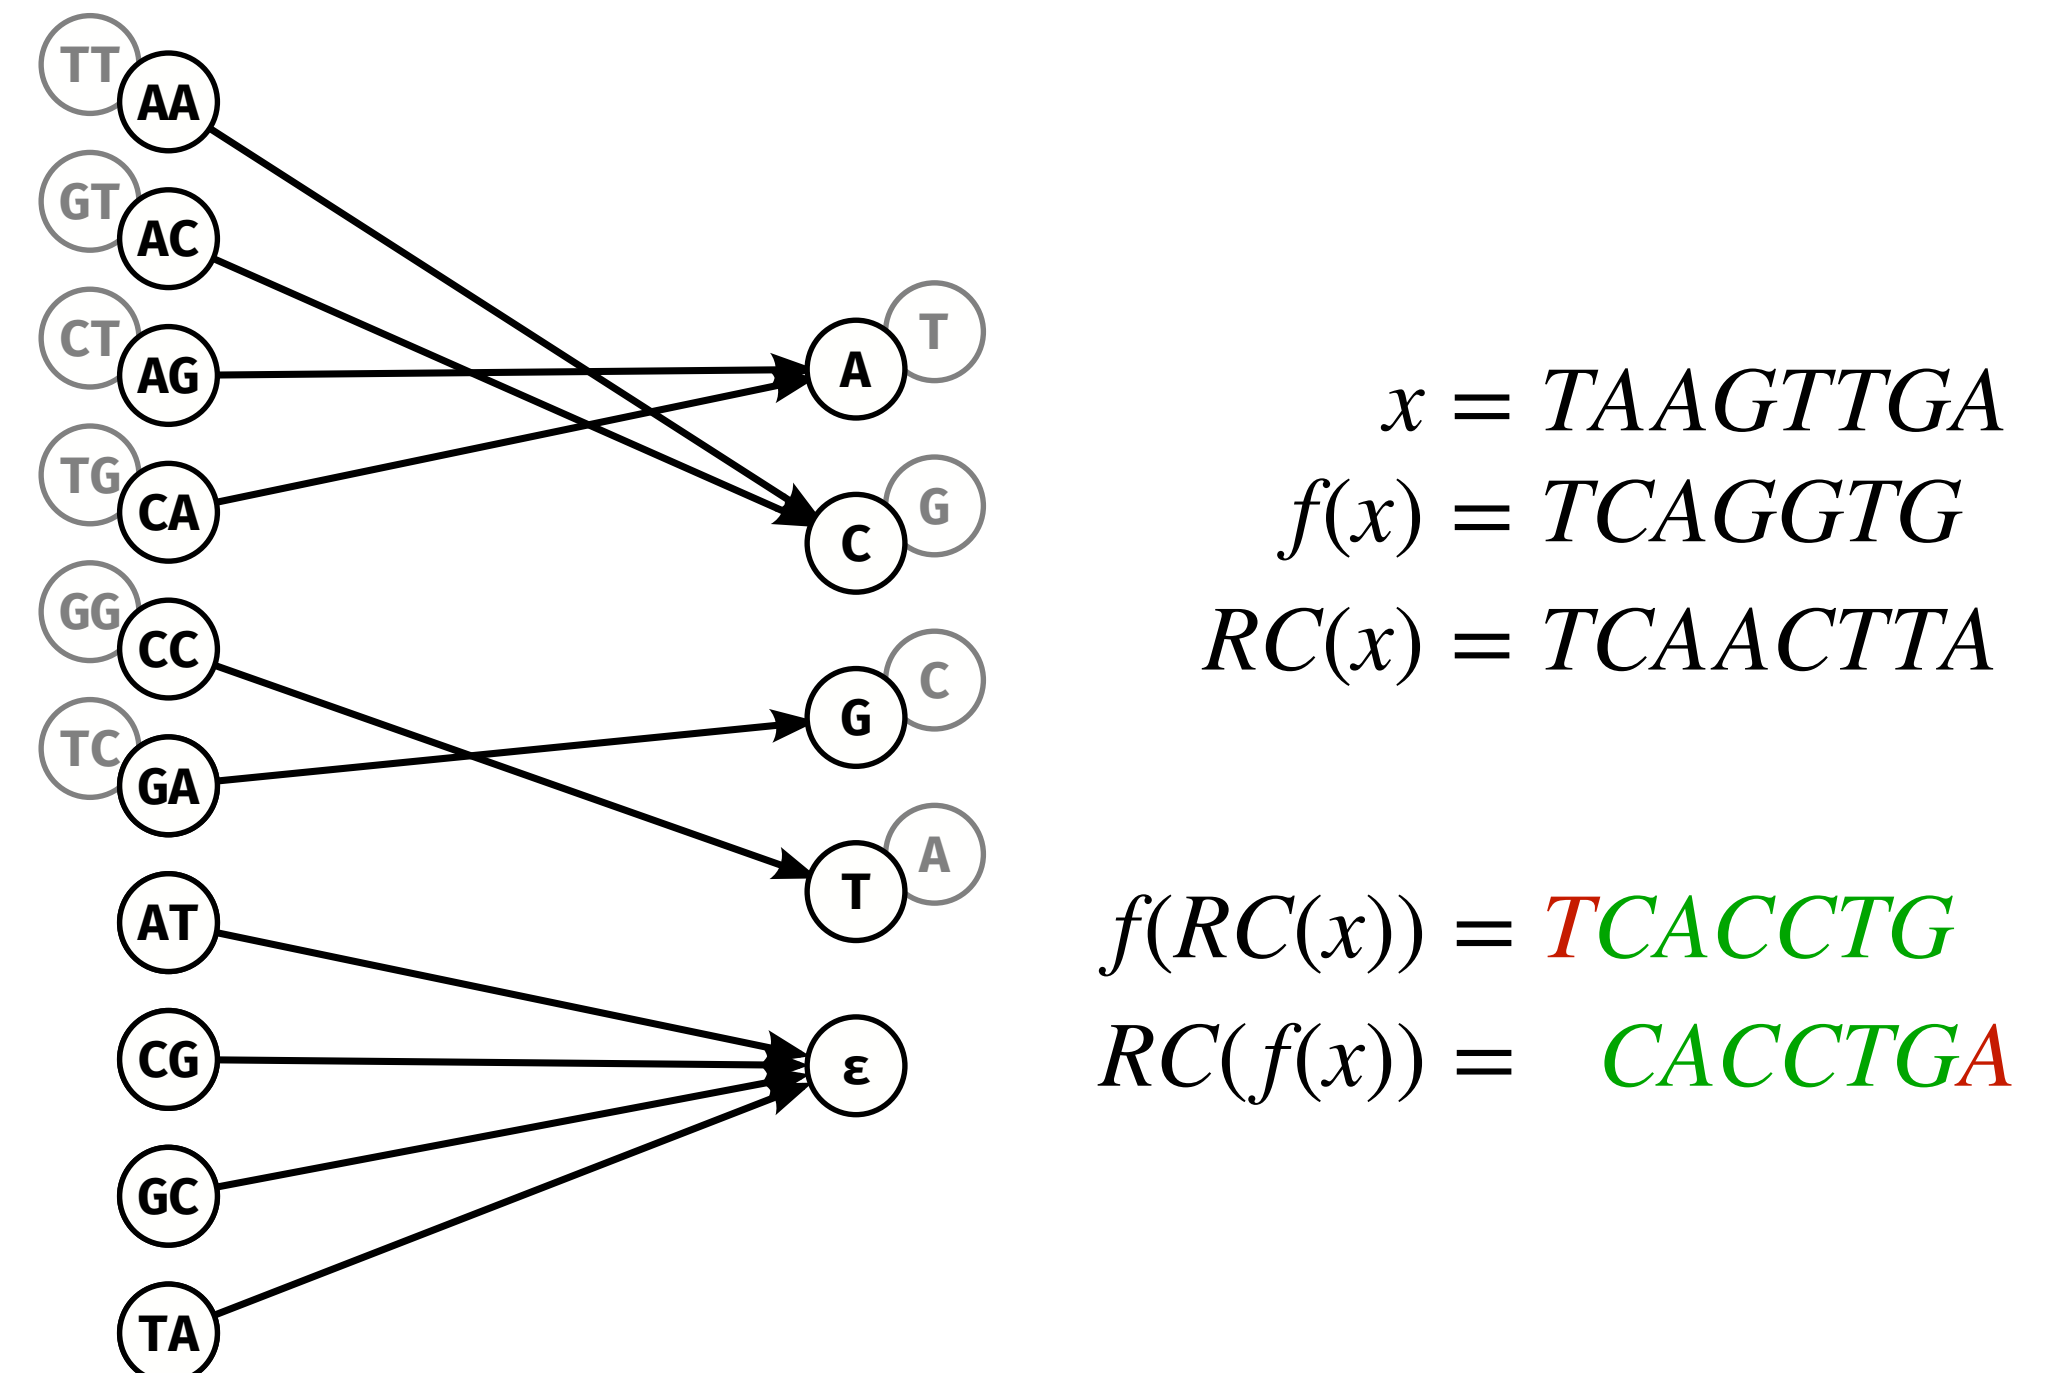 TT
AA
GT
AC
CT
AG
TG
CA
GG
CC
TC
GA
AT
CG
GC
TA
T
A
G
C
C
G
A
T
ε
x = TAAGTTGA
f(x) = TCAGGTG
RC(x) = TCAACTTA
f(RC(x)) = TCACCTG
RC(f(x)) = CACCTGA